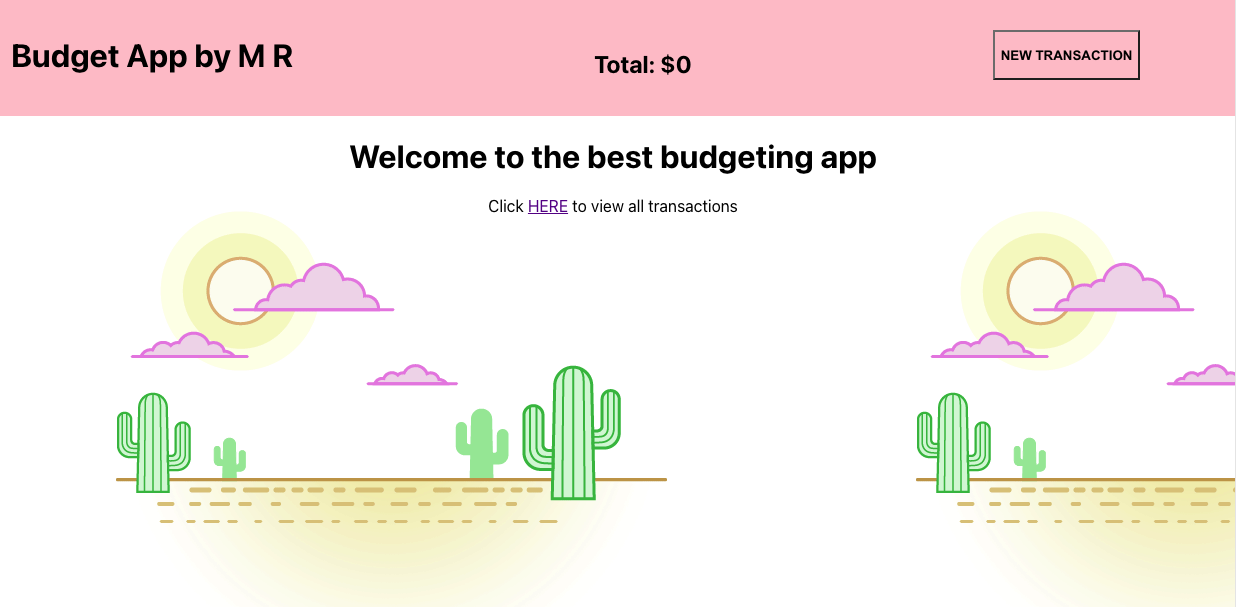 Budget App by M R
Total: $0
NEW TRANSACTION
Welcome to the best budgeting app
Click HERE to view all transactions